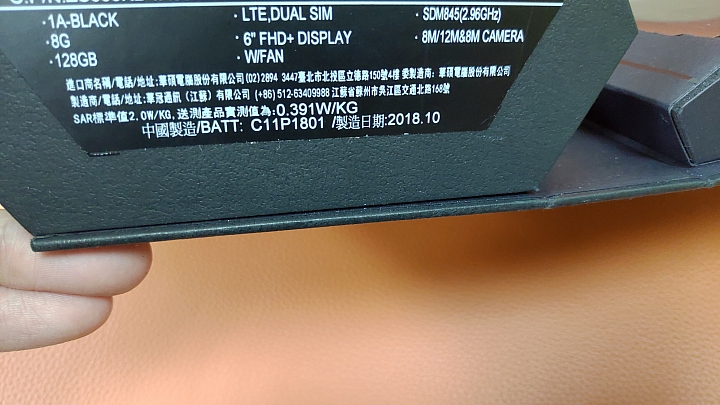 ·1A-BLACK ·LTE,DUAL SIM ·SDM845(2.96GHz)
·8G ·6" FHD+ DISPLAY ·8M/12M&8M CAMERA
·128GB ·W/FAN
進口商名稱/電話/地址:華碩電腦股份有限公司 (02)2894 3447臺北市北投區立德路150號4樓 委製造商: 華碩電腦股份有限公司
製造商/電話/地址:華冠通訊 (江蘇) 有限公司 (+86) 512-63409988 江蘇省蘇州市吳江區交通北路168號
SAR標準值2.0W/KG,送測產品實測值為:0.391W/KG
中國製造/BATT: C11P1801 /製造日期:2018.10